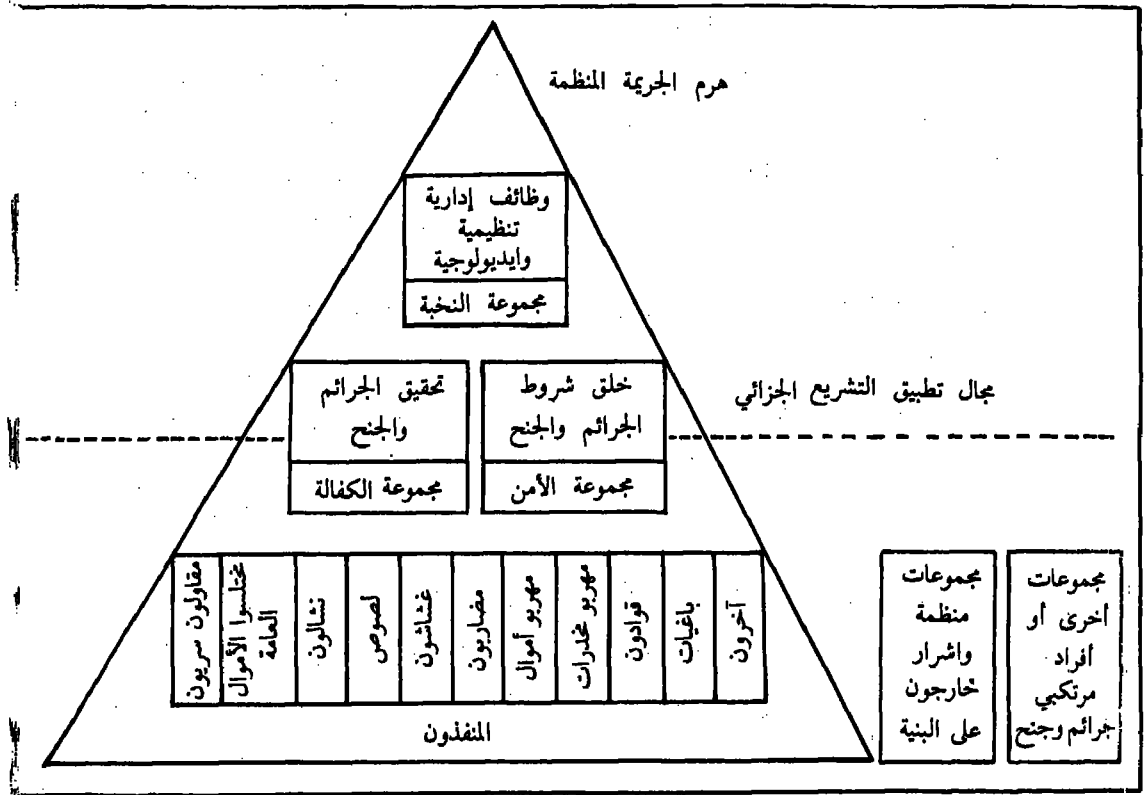 هرم الجريمة المنظمة
وظائف إدارية
تنظيمية
وايديولوجية
مجموعة النخبة
خلق شروط
الجرائم والجنح
مجموعة الأمن
تحقيق الجرائم
والجنح
مجموعة الكفالة
مجال تطبيق التشريع الجزائي
آخرون
باغيات
قوادون
مهربو مخدرات
مهربو أموال
مضاربون
غشاشون
لصوص
نشالون
مختلسوا الأموال
العامة
مقاولون سريون
المنفذون
مجموعات
أخرى أو
أفراد
مرتكبي
جرائم وجنح
مجموعات
منظمة
واشرار
خارجون
على البنية